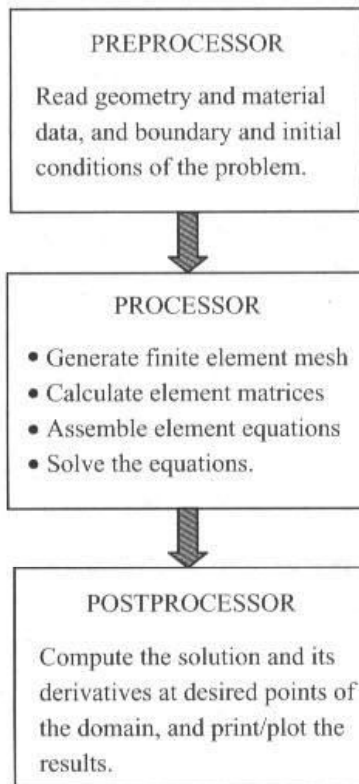 PREPROCESSOR
Read geometry and material
data, and boundary and initial
conditions of the problem.
PROCESSOR
• Generate finite element mesh
• Calculate element matrices
• Assemble element equations
• Solve the equations.
POSTPROCESSOR
Compute the solution and its
derivatives at desired points of
the domain, and print/plot the
results.